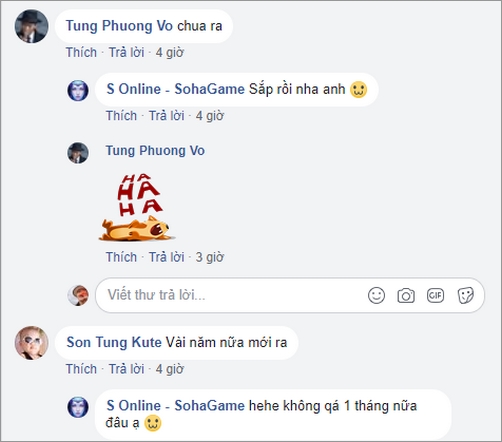 Tung Phuong Vo chua ra
Thích · Trả lời · 4 giờ
S Online - SohaGame Sắp rồi nha anh
Thích · Trả lời · 4 giờ
Tung Phuong Vo
HA
HA
HA
Thích · Trả lời · 3 giờ
Viết thư trả lời...
GIF
Son Tung Kute Vài năm nữa mới ra
Thích · Trả lời · 4 giờ
S Online - SohaGame hehe không qá 1 tháng nữa
đâu ạ